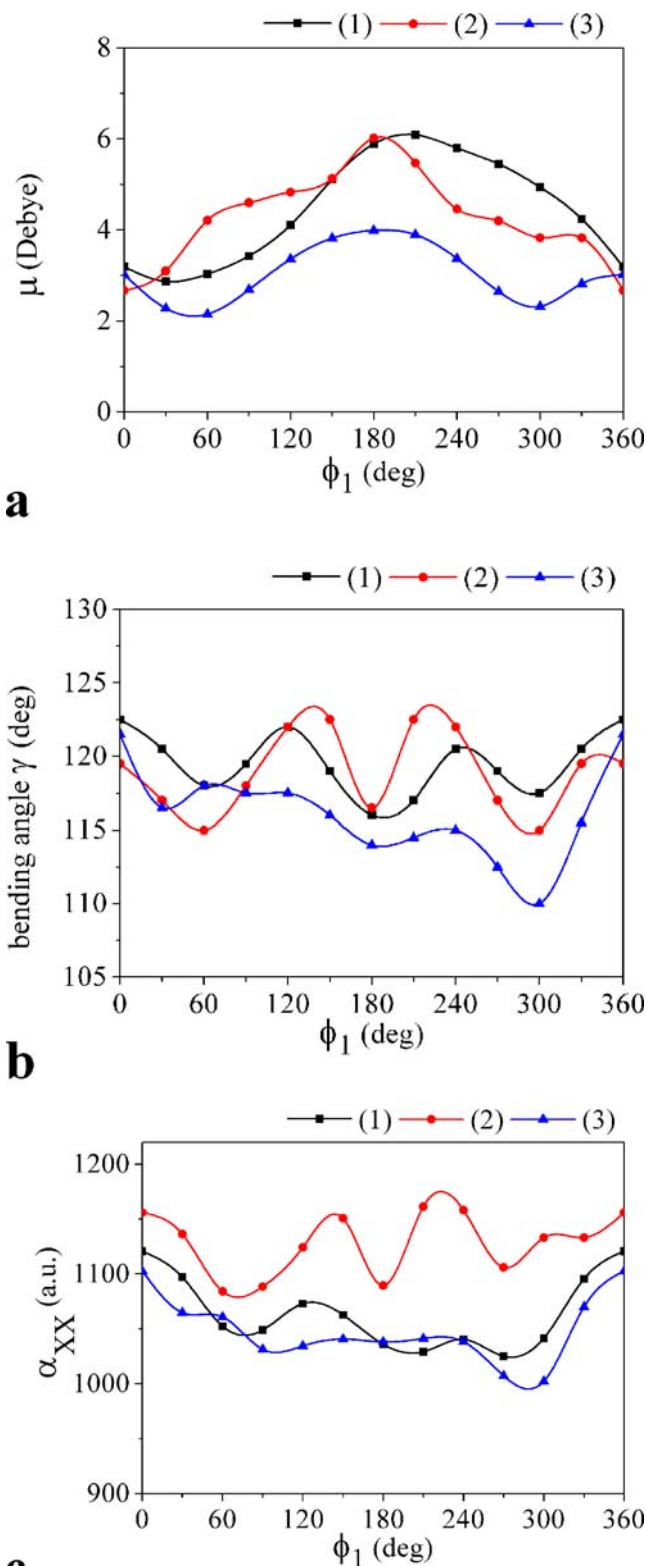 (1) (2) (3)
8
6
4
2
0
μ (Debye)
0 60 120 180 240 300 360
ϕ1 (deg)
a
(1) (2) (3)
130
125
120
115
110
105
bending angle γ (deg)
0 60 120 180 240 300 360
ϕ1 (deg)
b
(1) (2) (3)
1200
1100
1000
900
αXX (a.u.)
0 60 120 180 240 300 360
ϕ1 (deg)